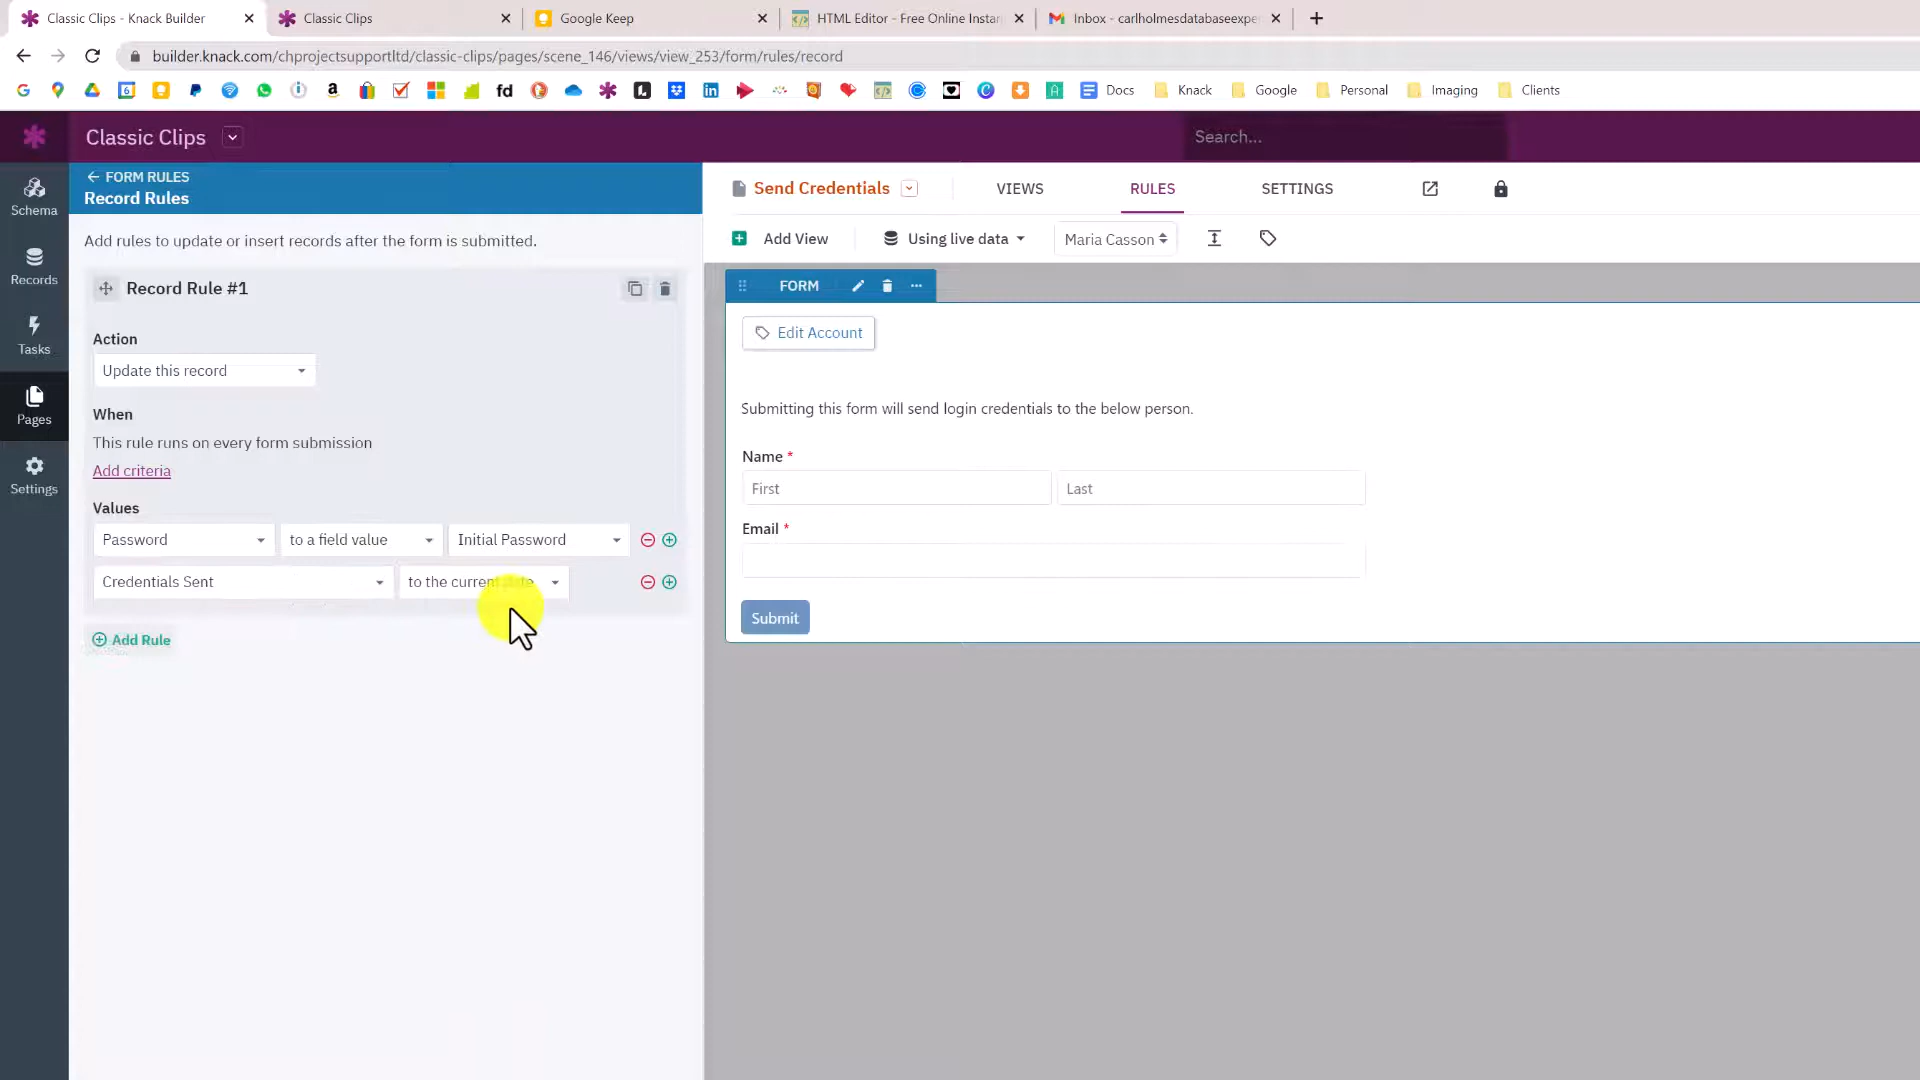 Classic Clips - Knack Builder
Classic Clips
Google Keep
HTML Editor - Free Online Instan
Inbox - carlholmesdatabaseexpe
builder.knack.com/chprojectsupportltd/classic-clips/pages/scene_146/views/view_253/form/rules/record
Docs
Knack
Google
Personal
Imaging
Clients
Classic Clips
Search...
FORM RULES
Record Rules
Schema
Records
Tasks
Pages
Settings
Add rules to update or insert records after the form is submitted.
Record Rule #1
Action
Update this record
When
This rule runs on every form submission
Add criteria
Values
Password to a field value Initial Password
Credentials Sent to the current date
Add Rule
Send Credentials
VIEWS
RULES
SETTINGS
Add View
Using live data
Maria Casson
FORM
Edit Account
Submitting this form will send login credentials to the below person.
Name *
First
Last
Email *
Submit